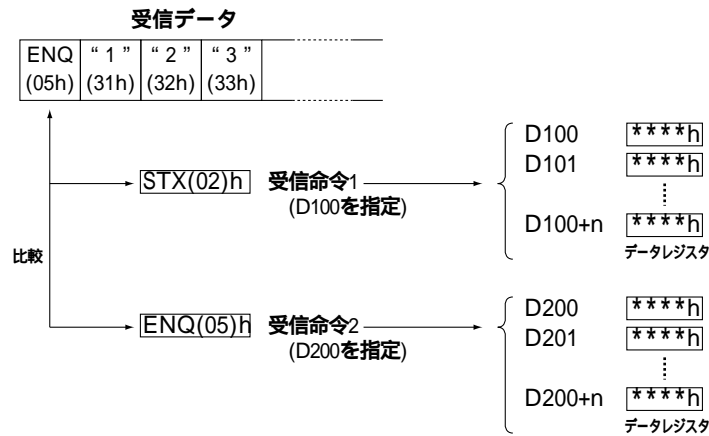 受信データ
ENQ “ 1 ” “ 2 ” “ 3 ”
(05h) (31h) (32h) (33h)
D100 ****h
D101 ****h
STX(02)h 受信命令1
(D100を指定)
D100+n ****h
データレジスタ
比較
D200 ****h
ENQ(05)h 受信命令2
D201 ****h
(D200を指定)
D200+n ****h
データレジスタ